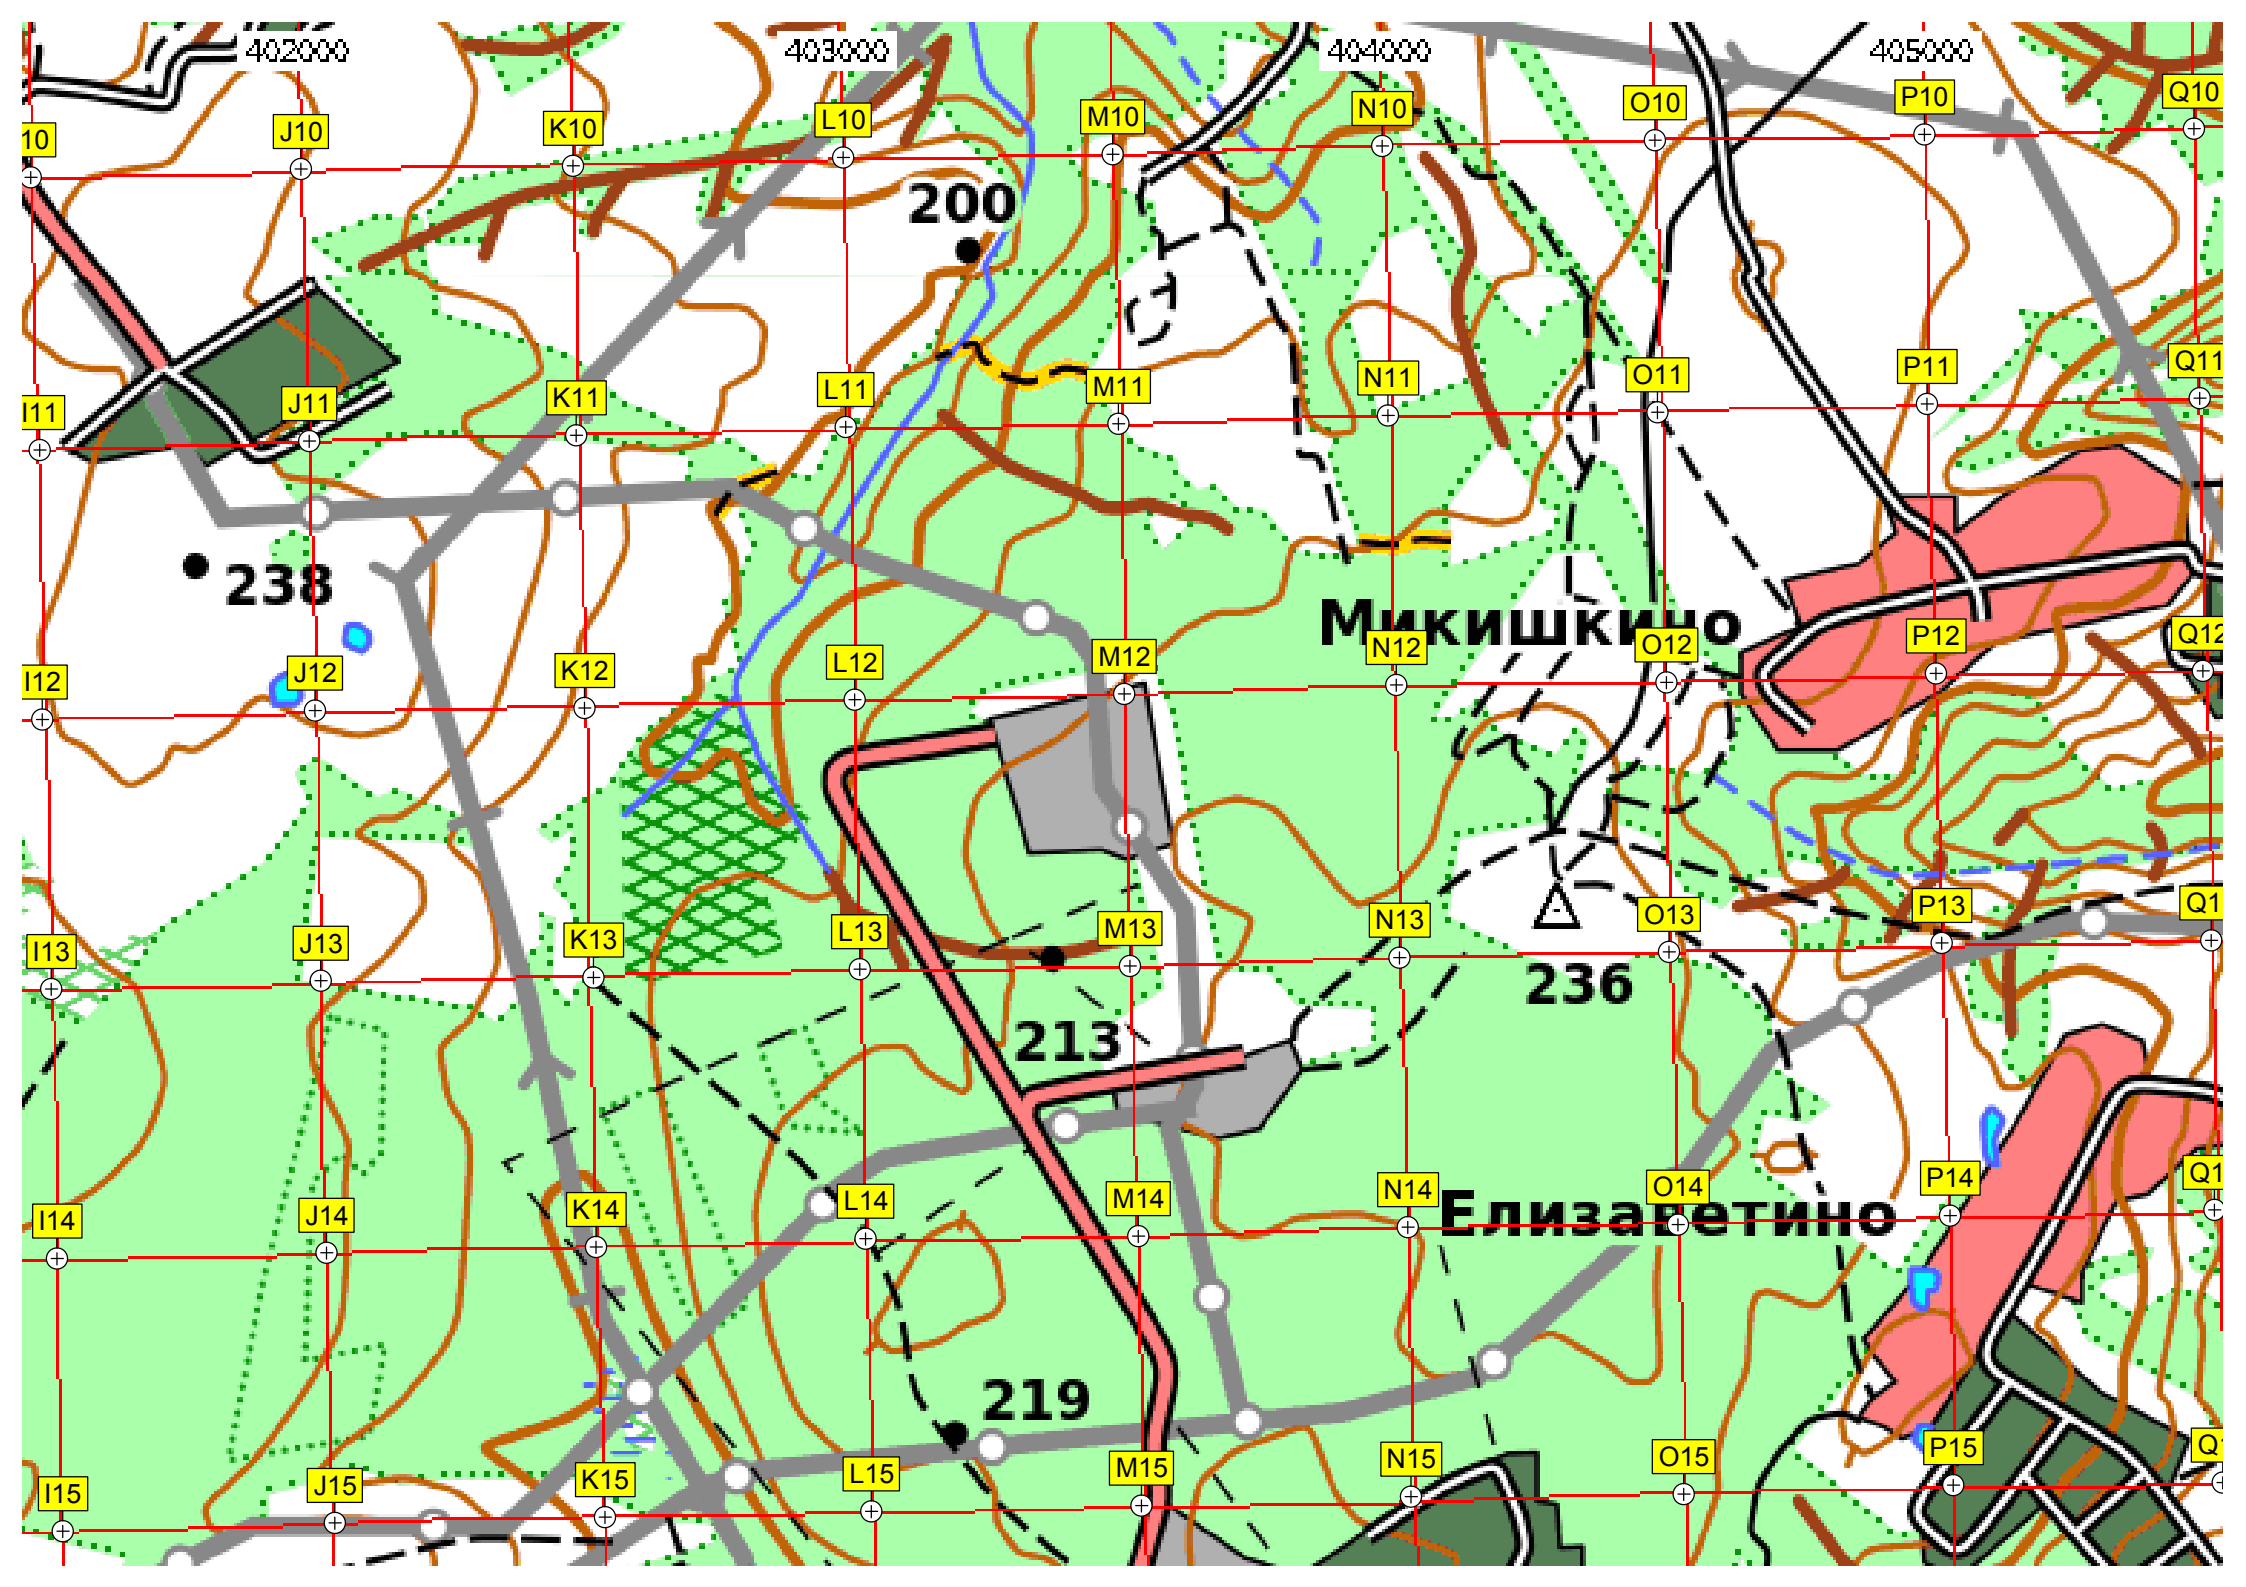 402000 403000 404000 405000
10 J10 K10 L10 M10 N10 O10 P10 Q10
200
I11 J11 K11 L11 M11 N11 O11 P11 Q11
238
Микишкино
I12 J12 K12 L12 M12 N12 O12 P12 Q12
I13 J13 K13 L13 M13 N13 O13 P13 Q1
236
213
I14 J14 K14 L14 M14 N14 O14 P14 Q1
Елизаветино
219
I15 J15 K15 L15 M15 N15 O15 P15 Q1